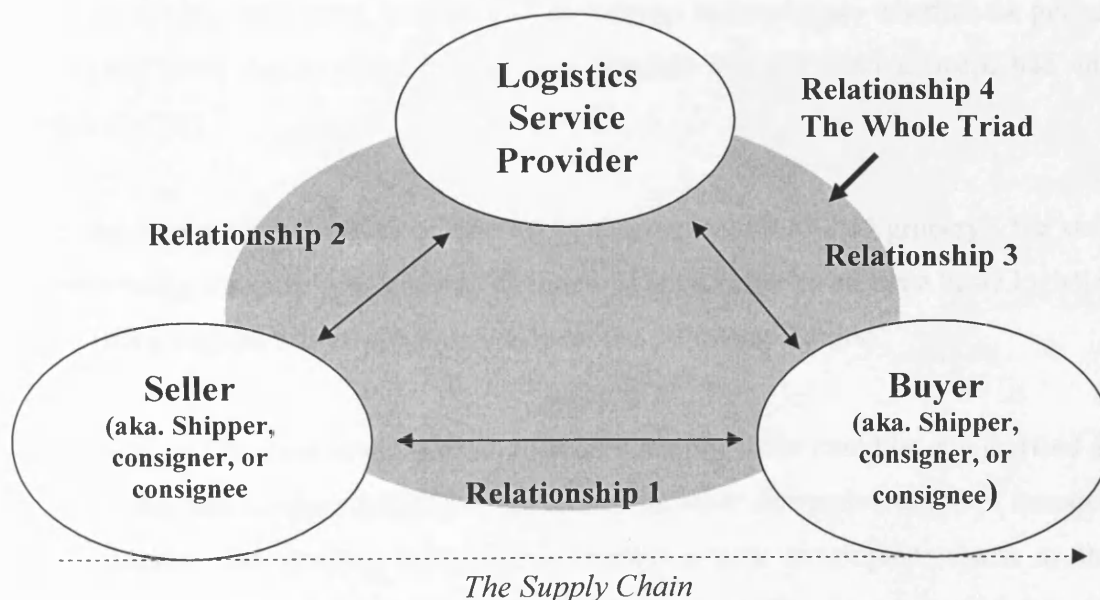 Logistics
Service
Provider
Relationship 4
The Whole Triad
Relationship 2
Relationship 3
Seller
(aka. Shipper,
consigner, or
consignee
Buyer
(aka. Shipper,
consigner, or
consignee)
Relationship 1
The Supply Chain